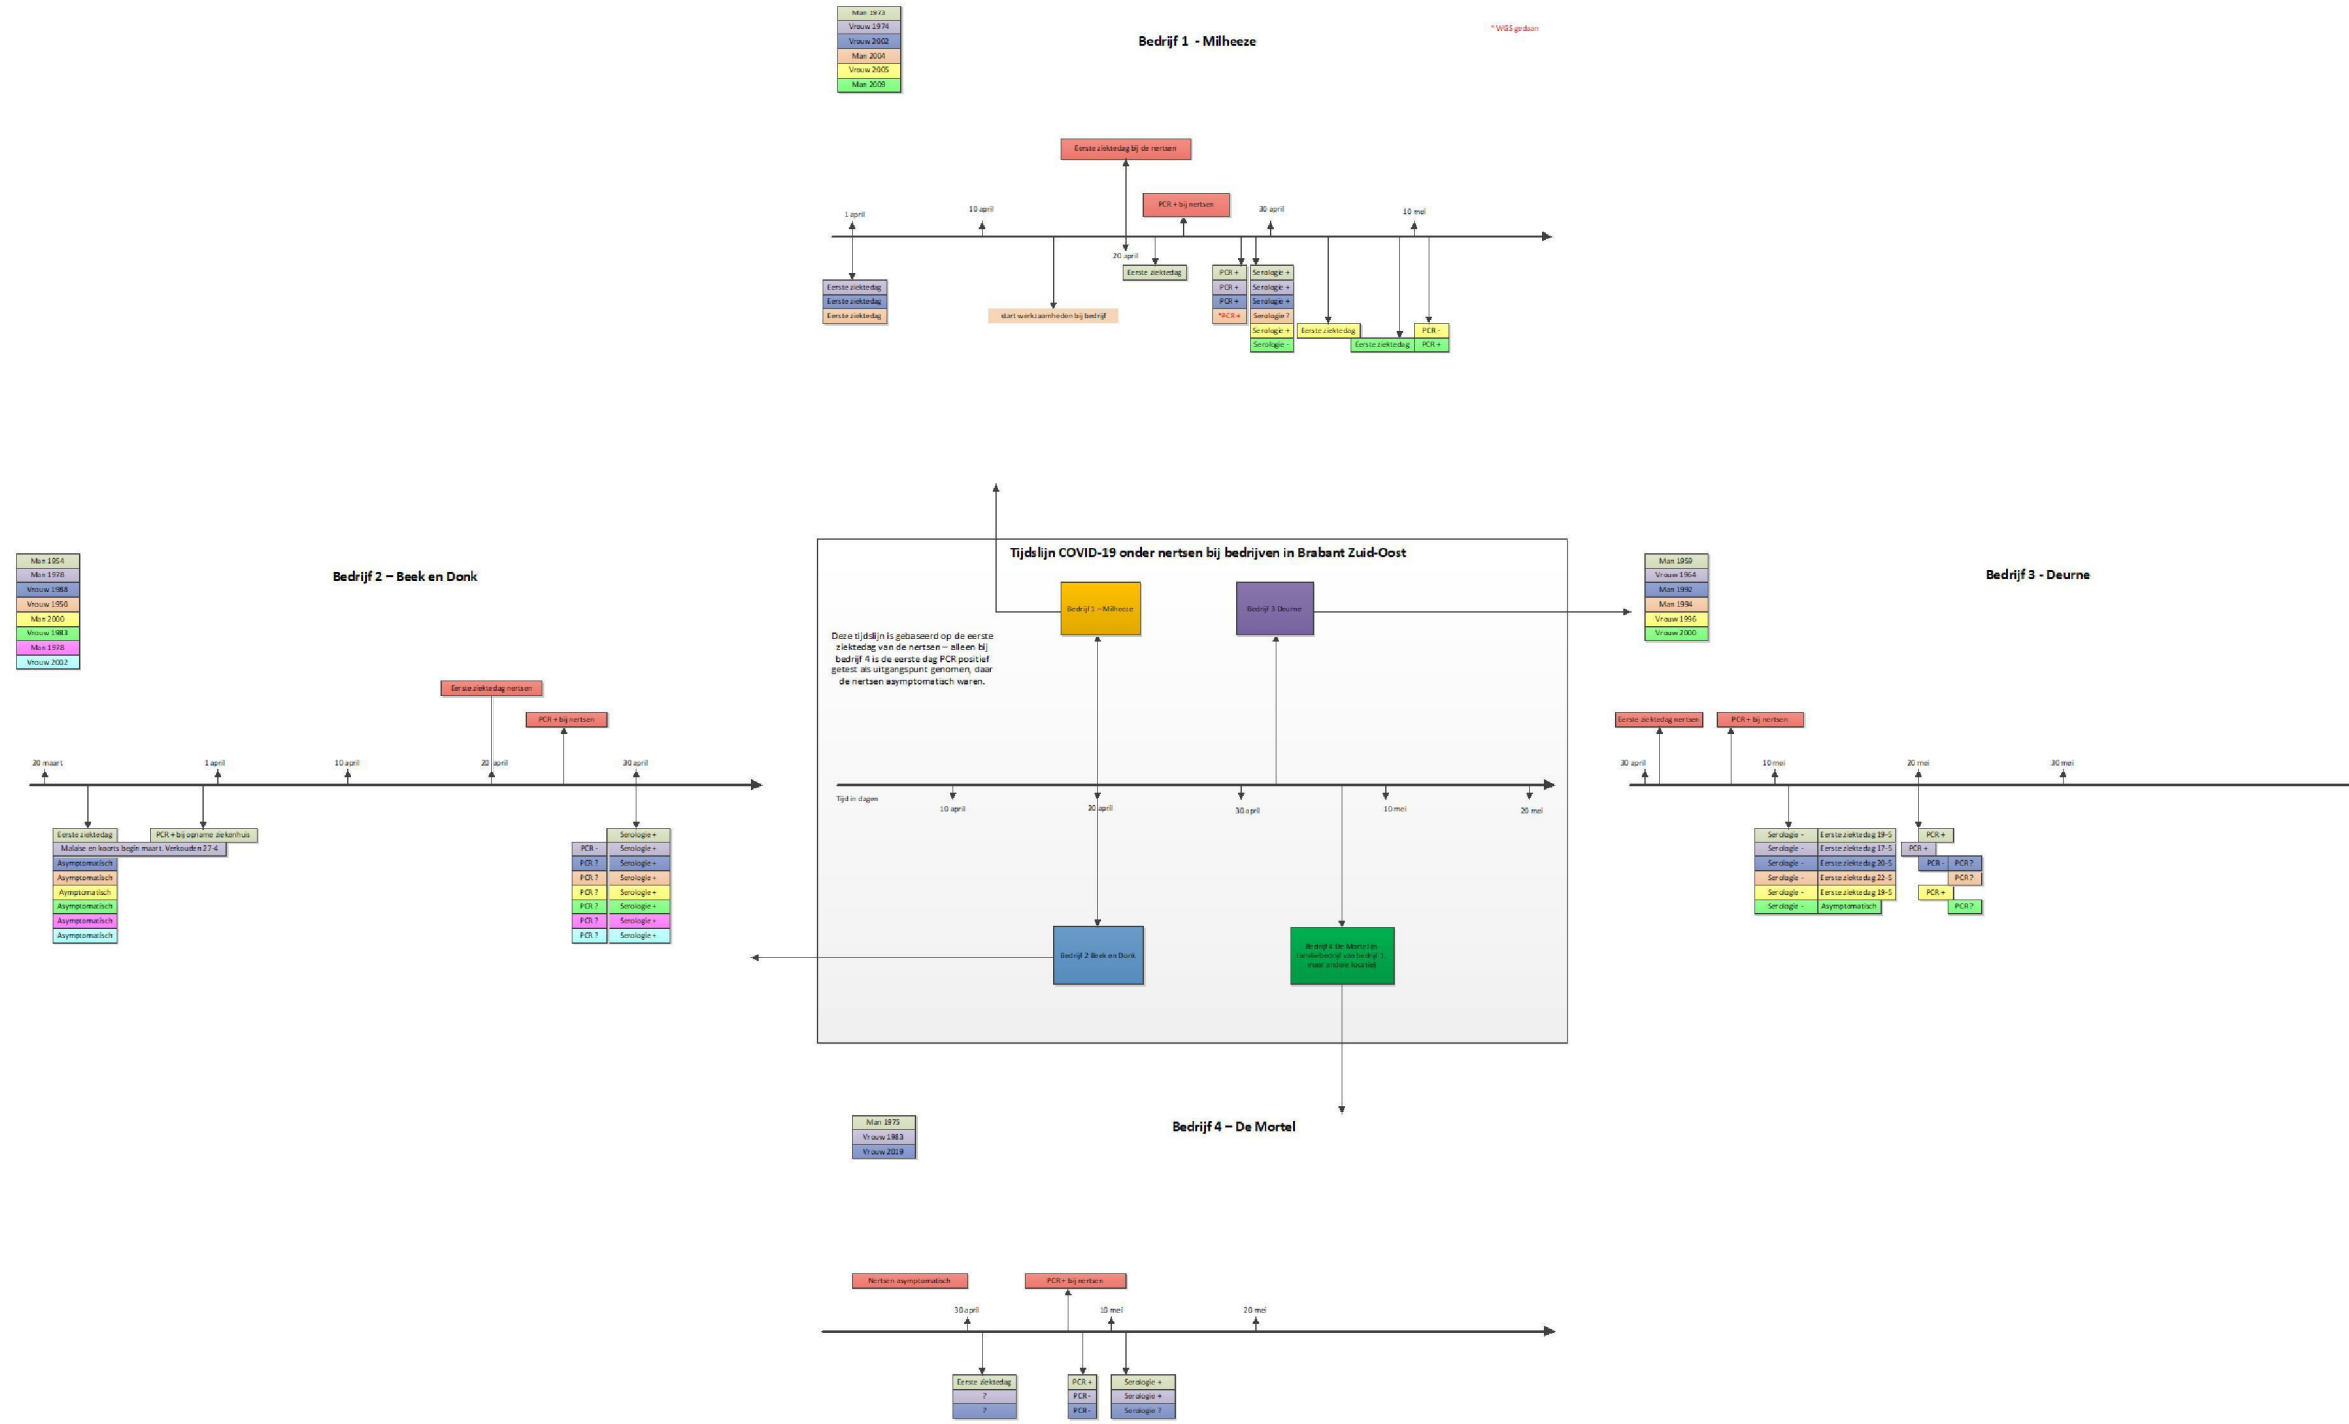 Man 1973
Vrouw 1974
Vrouw 2002
Man 2004
Vrouw 2005
Man 2009
Bedrijf 1 - Milheeze
* WGS gedaan
Eerste ziektedag bij de nertsen
PCR + bij nertsen
1 april
10 april
30 april
10 mei
20 april
Eerste ziektedag
Eerste ziektedag
Eerste ziektedag
Eerste ziektedag
start werkzaamheden bij bedrijf
PCR +
Serologie +
PCR +
Serologie +
PCR +
Serologie +
*PCR +
Serologie ?
Serologie +
Eerste ziektedag
PCR -
Serologie -
Eerste ziektedag
PCR +
Tijdslijn COVID-19 onder nertsen bij bedrijven in Brabant Zuid-Oost
Bedrijf 1 – Milheeze
Bedrijf 3 Deurne
Deze tijdslijn is gebaseerd op de eerste
ziektedag van de nertsen – alleen bij
bedrijf 4 is de eerste dag PCR positief
getest als uitgangspunt genomen, daar
de nertsen asymptomatisch waren.
Tijd in dagen
10 april
20 april
30 april
10 mei
20 mei
Bedrijf 2 Beek en Donk
Bedrijf 4 De Mortel
familiebedrijf van bedrijf 1,
maar andere locatie)
Man 1954
Man 1978
Vrouw 1988
Vrouw 1950
Man 2000
Vrouw 1983
Man 1978
Vrouw 2002
Bedrijf 2 – Beek en Donk
Eerste ziektedag nertsen
PCR + bij nertsen
20 maart
1 april
10 april
20 april
30 april
Eerste ziektedag
PCR + bij opname ziekenhuis
Serologie +
Malaise en koorts begin maart. Verkouden 27-4
PCR -
Serologie +
Asymptomatisch
PCR ?
Serologie +
Asymptomatisch
PCR ?
Serologie +
Aymptomatisch
PCR ?
Serologie +
Asymptomatisch
PCR ?
Serologie +
Asymptomatisch
PCR ?
Serologie +
Asymptomatisch
PCR ?
Serologie +
Man 1959
Vrouw 1964
Man 1992
Man 1994
Vrouw 1996
Vrouw 2000
Bedrijf 3 - Deurne
Eerste ziektedag nertsen
PCR + bij nertsen
30 april
10 mei
20 mei
30 mei
Serologie -
Eerste ziektedag 19-5
PCR +
Serologie -
Eerste ziektedag 17-5
PCR +
Serologie -
Eerste ziektedag 20-5
PCR -
PCR ?
Serologie -
Eerste ziektedag 22-5
PCR ?
Serologie -
Eerste ziektedag 19-5
PCR +
Serologie -
Asymptomatisch
PCR ?
Man 1975
Vrouw 1983
Vrouw 2019
Bedrijf 4 – De Mortel
Nertsen asymptomatisch
PCR + bij nertsen
30 april
10 mei
20 mei
Eerste ziektedag
PCR +
Serologie +
?
PCR -
Serologie +
?
PCR -
Serologie ?